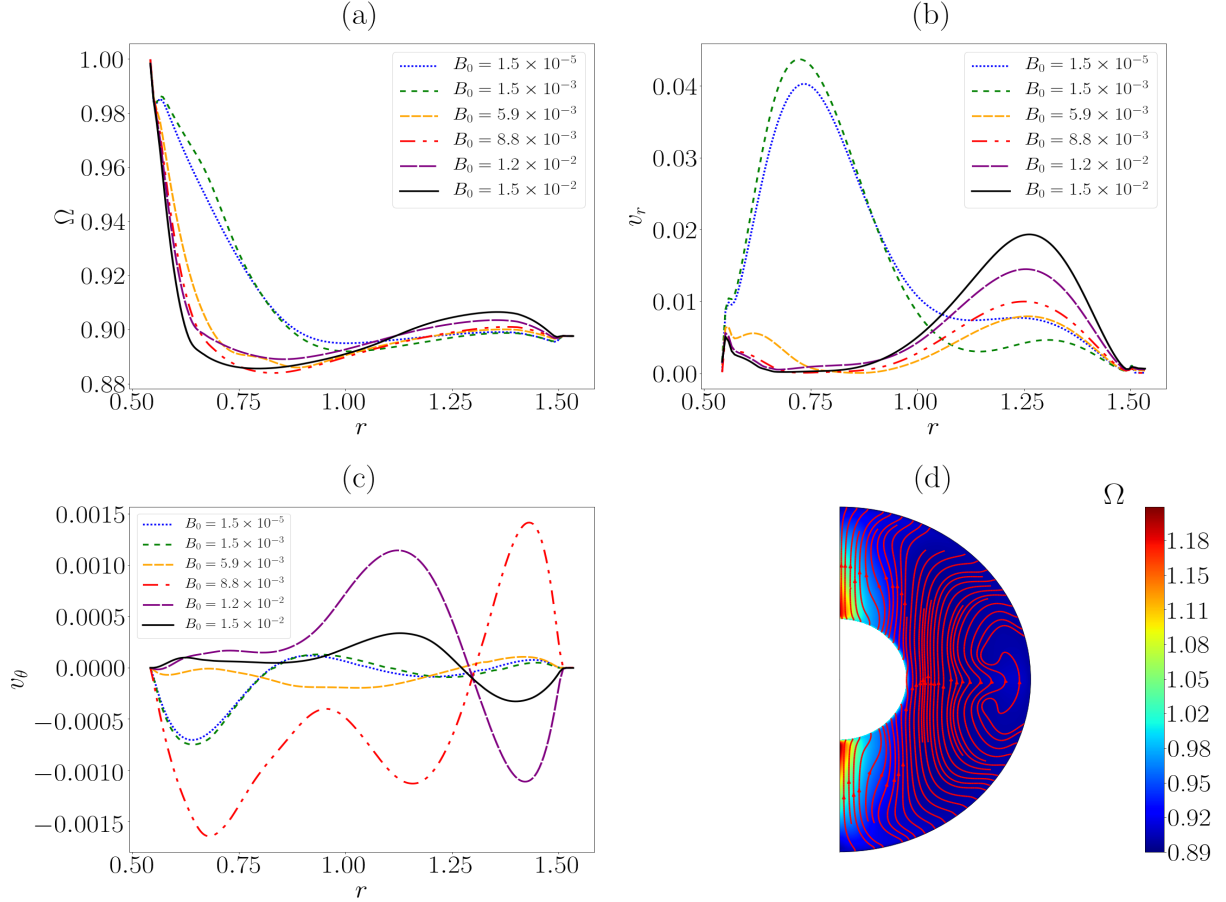 (a)
1.00
0.98
0.96
0.94
0.92
0.90
0.88
Ω
0.50
0.75
1.00
1.25
1.50
r
B₀ = 1.5 × 10⁻⁵
B₀ = 1.5 × 10⁻³
B₀ = 5.9 × 10⁻³
B₀ = 8.8 × 10⁻³
B₀ = 1.2 × 10⁻²
B₀ = 1.5 × 10⁻²
(b)
0.04
0.03
0.02
0.01
0.00
vᵣ
0.50
0.75
1.00
1.25
1.50
r
B₀ = 1.5 × 10⁻⁵
B₀ = 1.5 × 10⁻³
B₀ = 5.9 × 10⁻³
B₀ = 8.8 × 10⁻³
B₀ = 1.2 × 10⁻²
B₀ = 1.5 × 10⁻²
(c)
0.0015
0.0010
0.0005
0.0000
−0.0005
−0.0010
−0.0015
v_θ
0.50
0.75
1.00
1.25
1.50
r
B₀ = 1.5 × 10⁻⁵
B₀ = 1.5 × 10⁻³
B₀ = 5.9 × 10⁻³
B₀ = 8.8 × 10⁻³
B₀ = 1.2 × 10⁻²
B₀ = 1.5 × 10⁻²
(d)
Ω
1.18
1.15
1.11
1.08
1.05
1.02
0.98
0.95
0.92
0.89